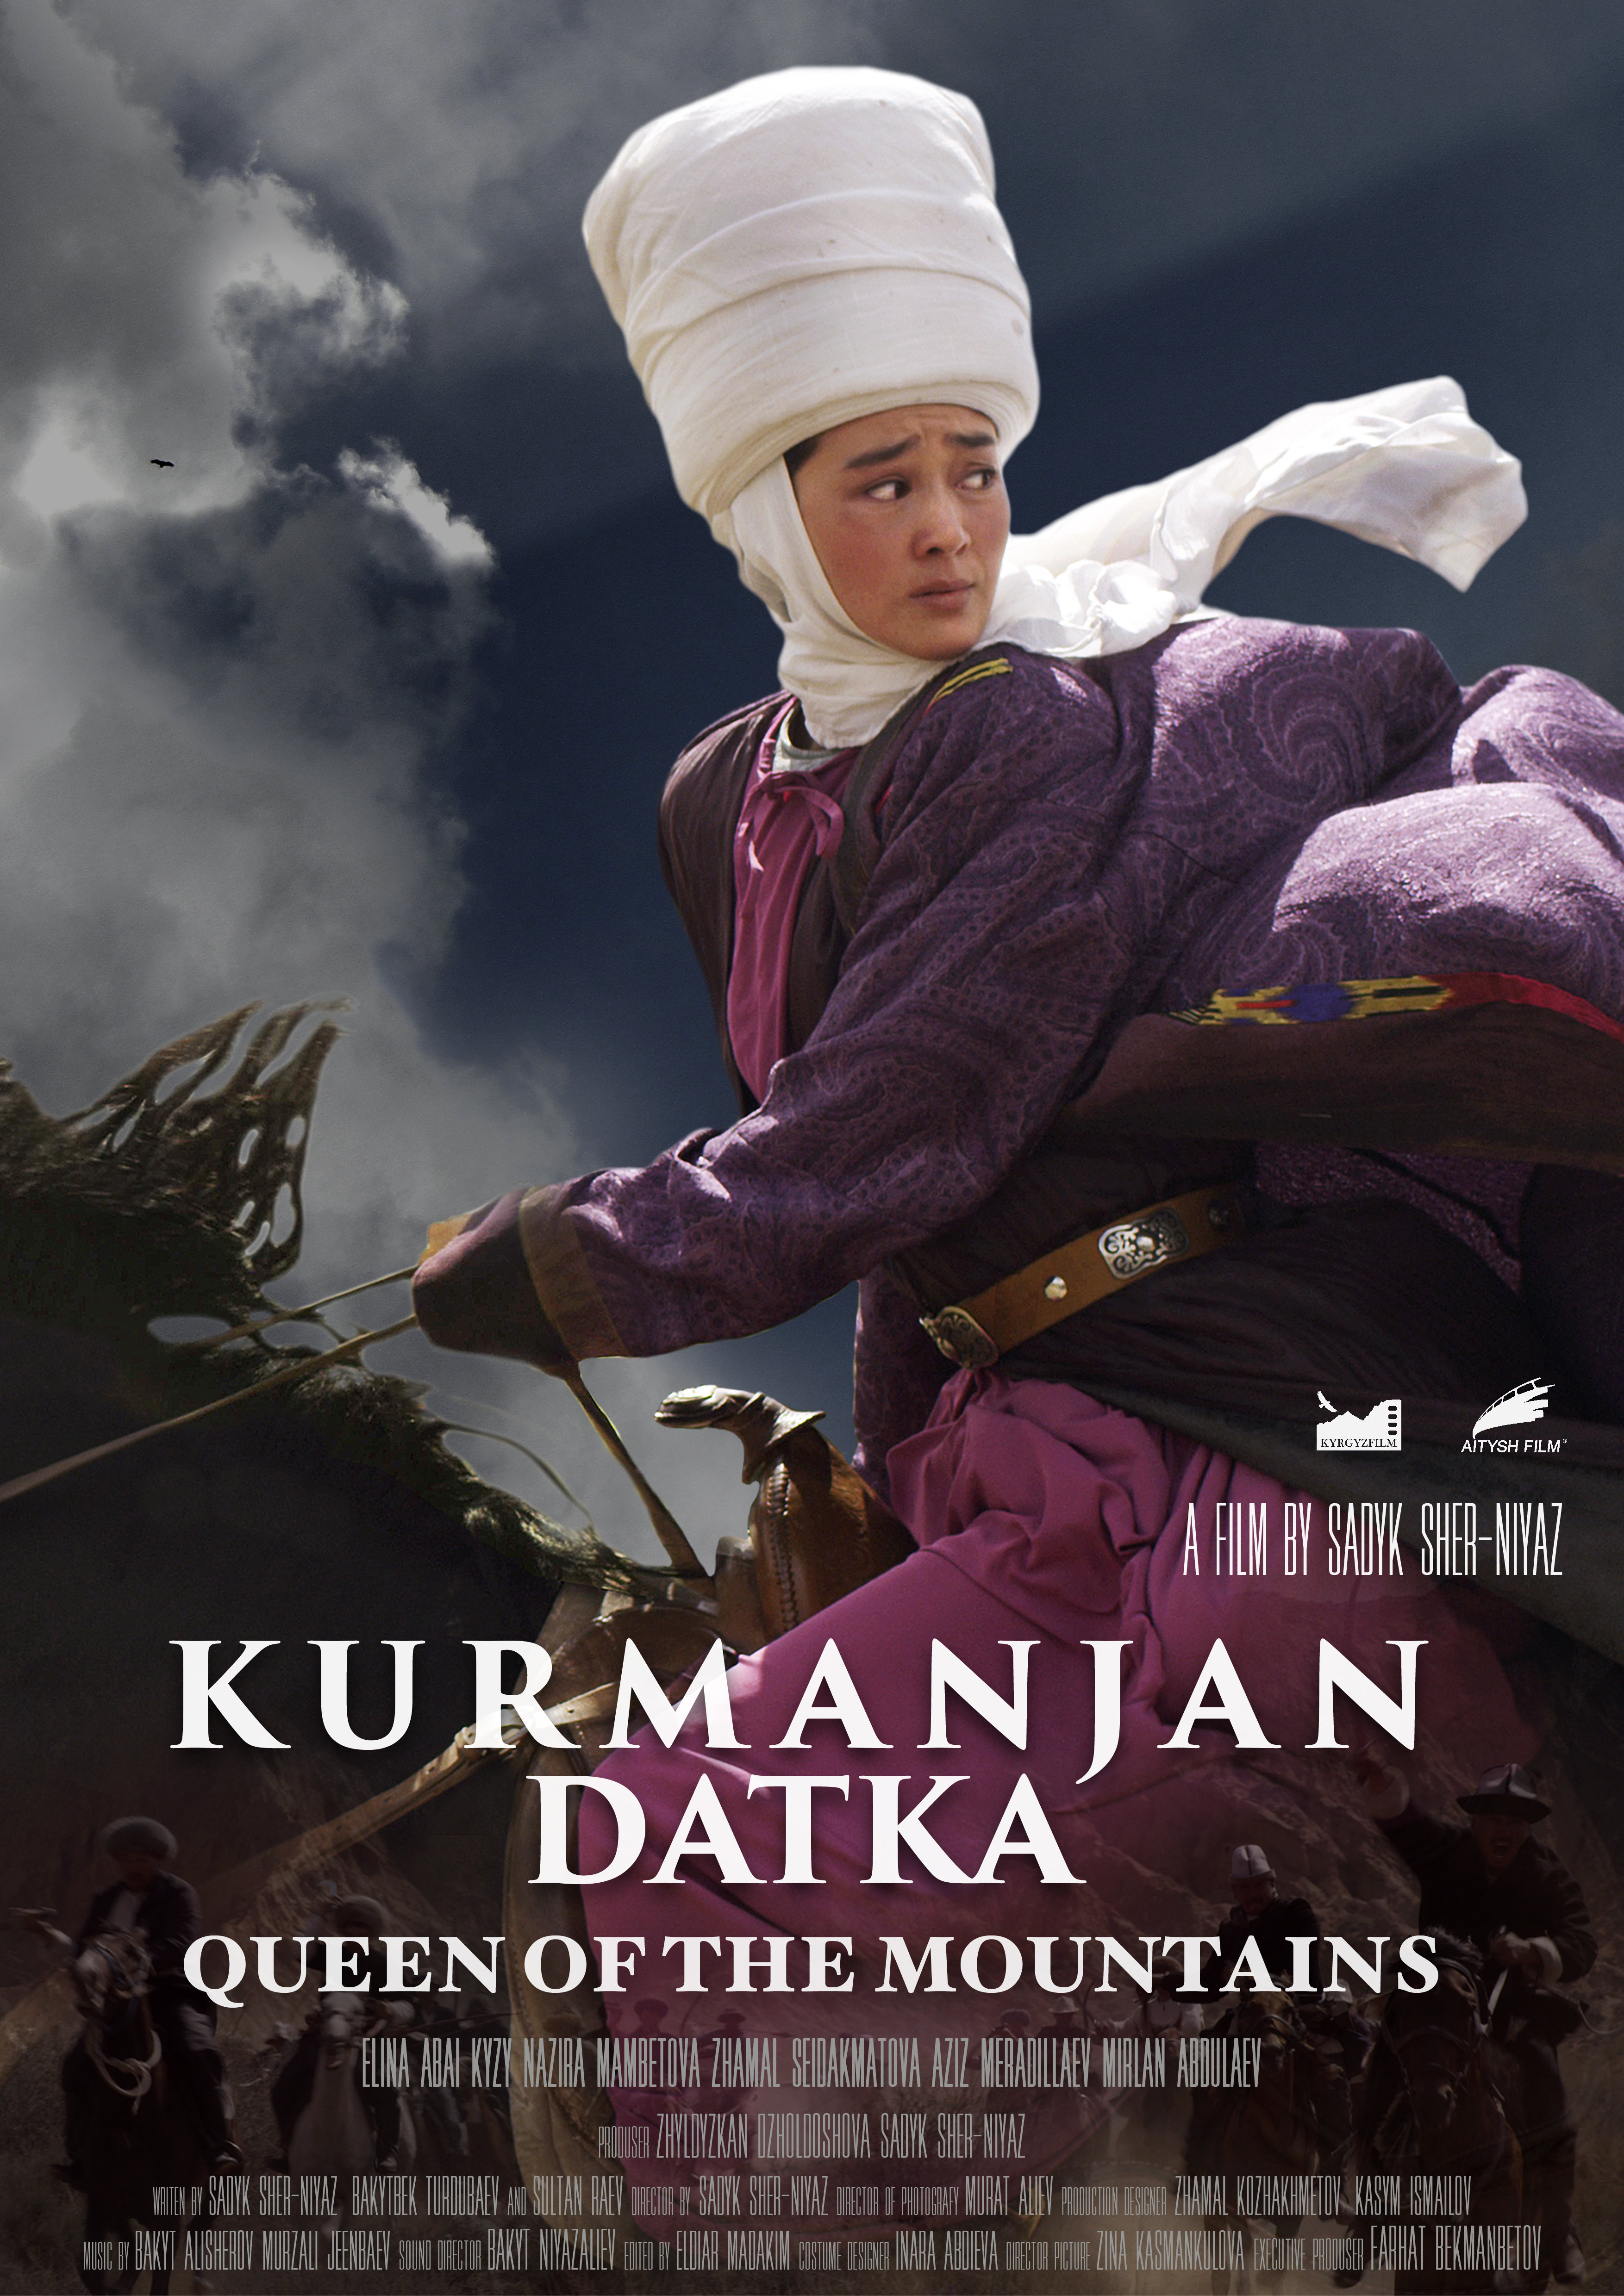 KYRGYZFILM
AITYSH FILM®
A FILM BY SADYK SHER-NIYAZ
KURMANJAN
DATKA
QUEEN OF THE MOUNTAINS
ELINA ABAI KYZY NAZIRA MAMBETOVA ZHAMAL SEIDAKMATOVA AZIZ MERADILLAEV MIRLAN ABDULAEV
PRODUSER ZHYLDYZKAN DZHOLDOSHOVA SADYK SHER-NIYAZ
WRITEN BY SADYK SHER-NIYAZ BAKYTBEK TURDUBAEV AND SULTAN RAEV DIRECTOR BY SADYK SHER-NIYAZ DIRECTOR OF PHOTOGRAFY MURAT ALIEV PRODUCTION DESIGNER ZHAMAL KOZHAKHMETOV KASYM ISMAILOV
MUSIC BY BAKYT ALISHEROV MURZALI JEENBAEV SOUND DIRECTOR BAKYT NIYAZALIEV EDITED BY ELDIAR MADAKIM COSTUME DESIGNER INARA ABDIEVA DIRECTOR PICTURE ZINA KASMANKULOVA EXECUTIVE PRODUSER FARHAT BEKMANBETOV